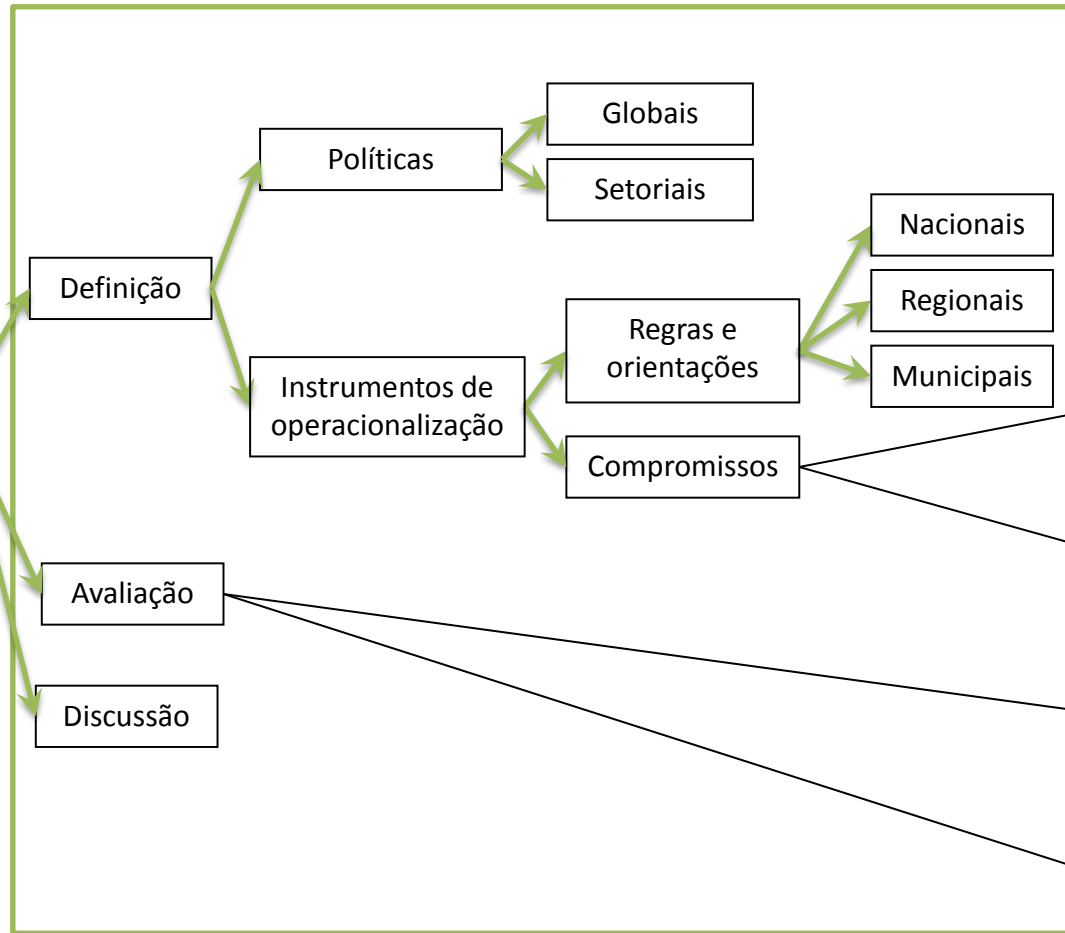 Globais
Políticas
Setoriais
Nacionais
Definição
Regionais
Regras e
orientações
Municipais
Instrumentos de
operacionalização
Compromissos
Avaliação
Discussão